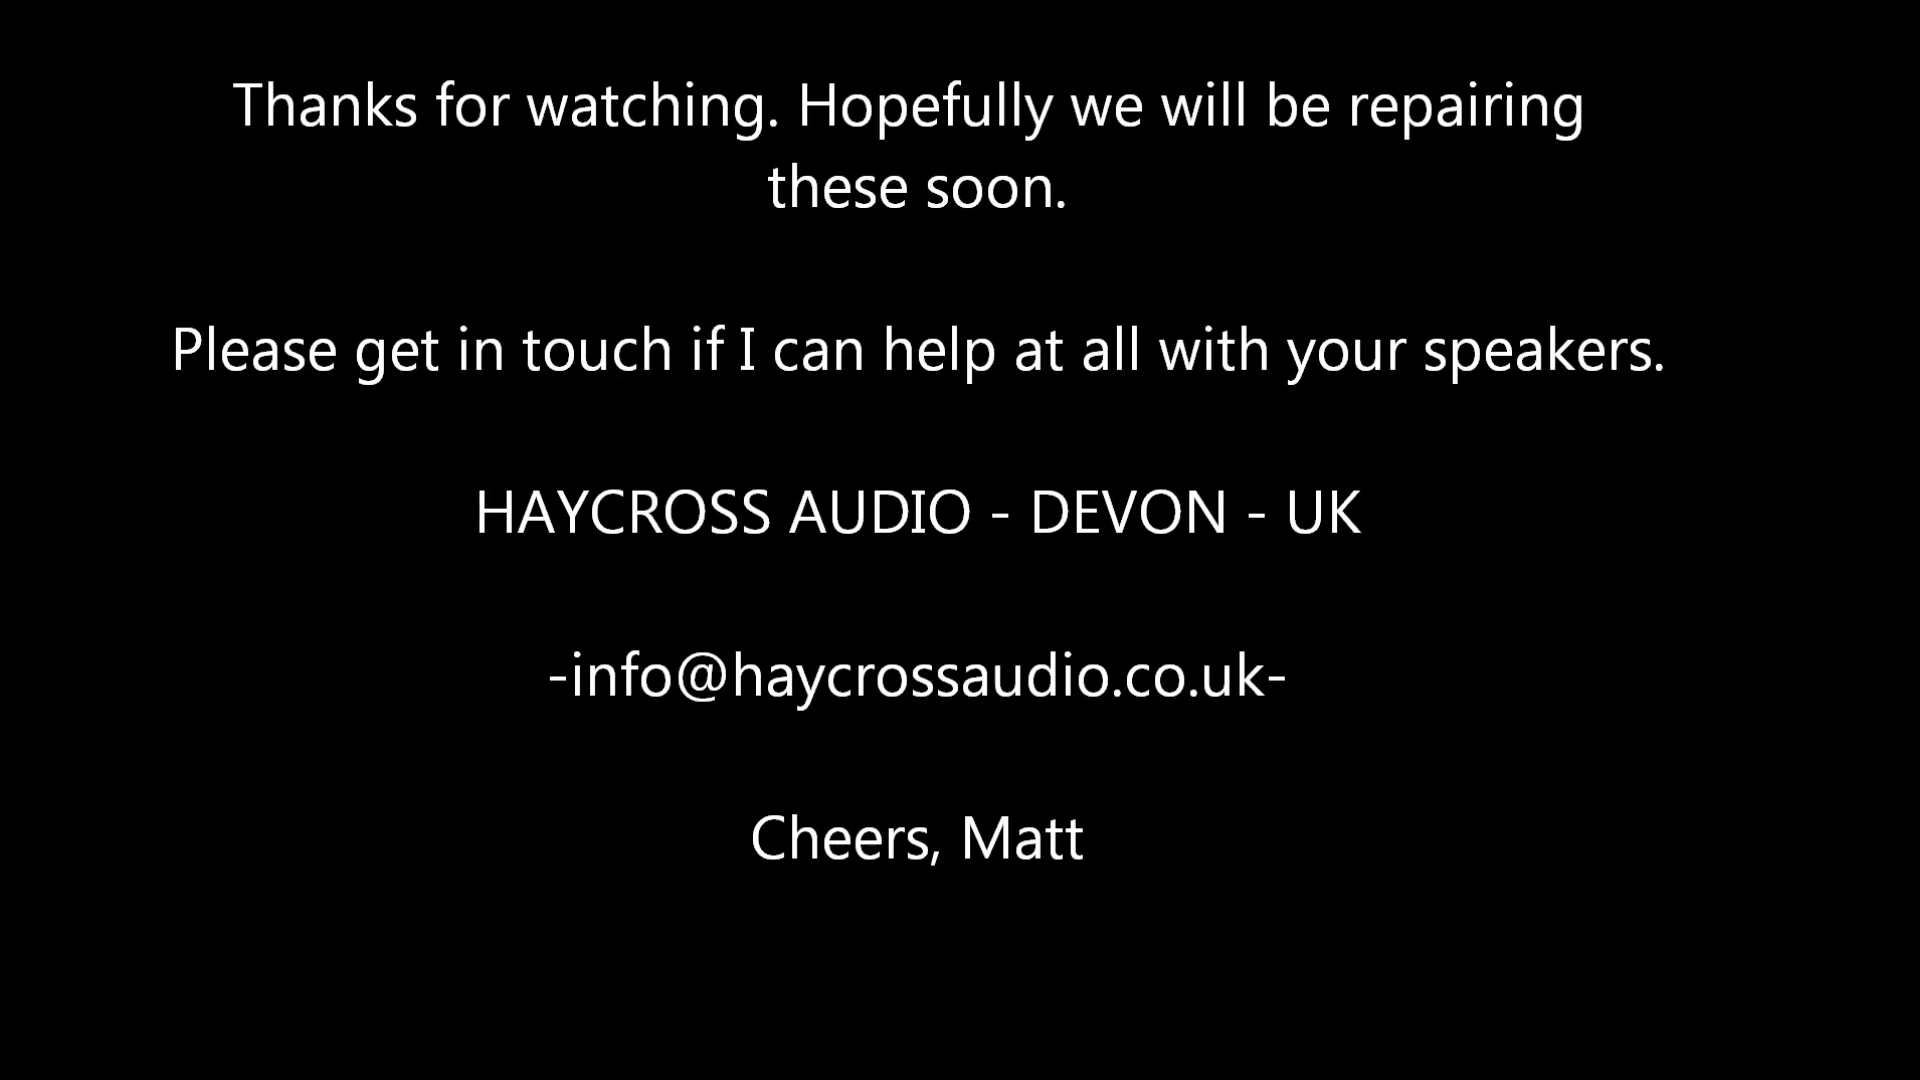 Thanks for watching. Hopefully we will be repairing
these soon.
Please get in touch if I can help at all with your speakers.
HAYCROSS AUDIO - DEVON - UK
-info@haycrossaudio.co.uk-
Cheers, Matt